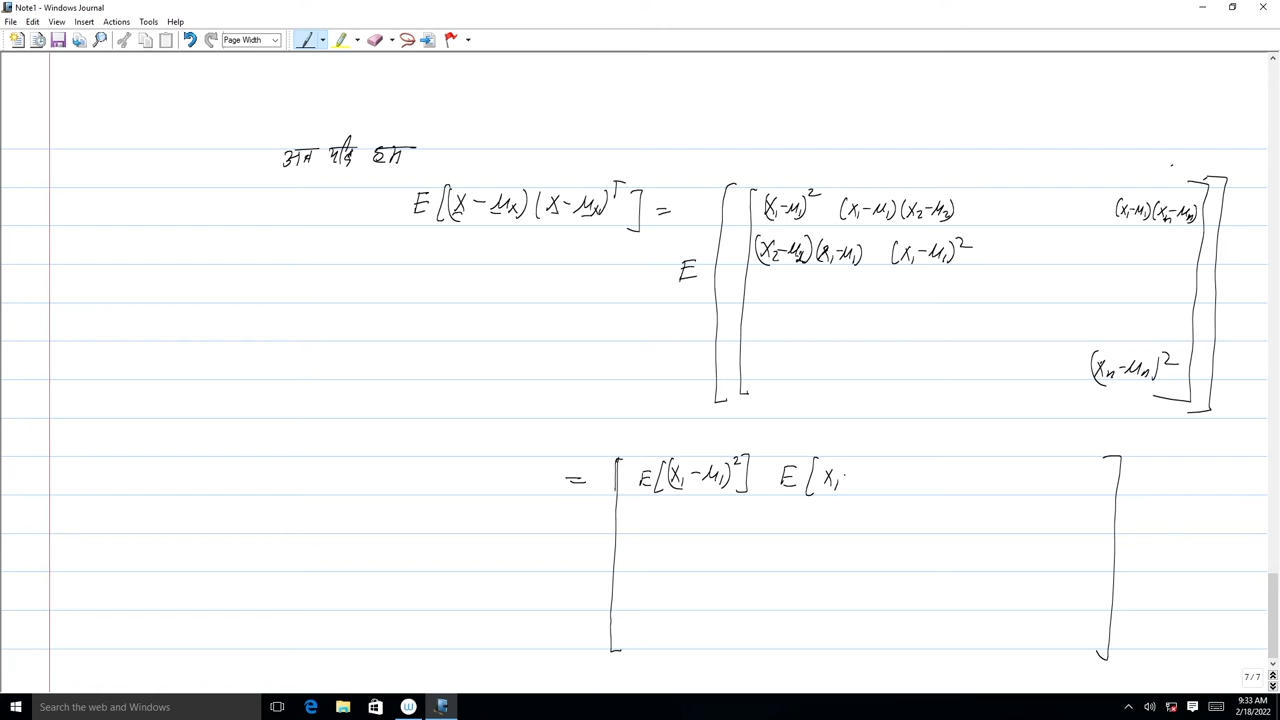 Note1 - Windows Journal
File Edit View Insert Actions Tools Help
Page Width
अब यदि हम
E[(X - μx)(X - μx)^T] =
E [[(X₁-μ₁)² (X₁-μ₁)(X₂-μ₂) (X₁-μ₁)(Xn-μn)
(X₂-μ₂)(X₁-μ₁) (X₁-μ₁)²
(Xn-μn)²]]
= [E[(X₁-μ₁)²] E[X₁ ]
7/7
Search the web and Windows
9:33 AM
2/18/2022